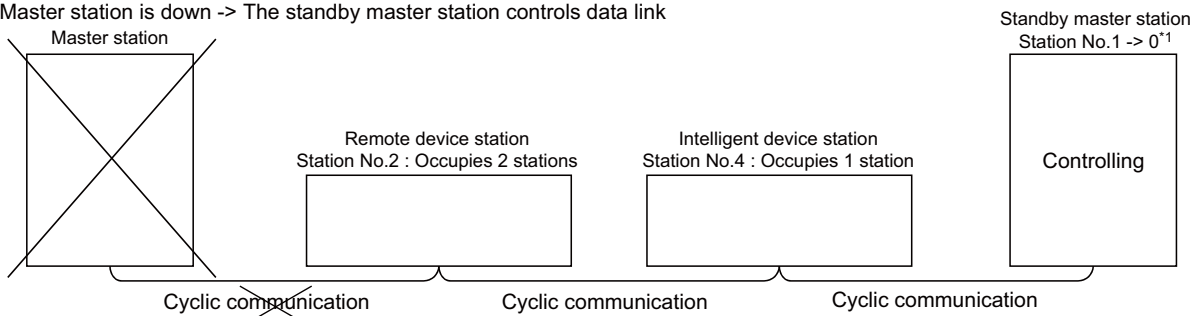 Master station is down -> The standby master station controls data link
Master station
Standby master station
Station No.1 -> 0*1
Remote device station
Station No.2 : Occupies 2 stations
Intelligent device station
Station No.4 : Occupies 1 station
Controlling
Cyclic communication
Cyclic communication
Cyclic communication